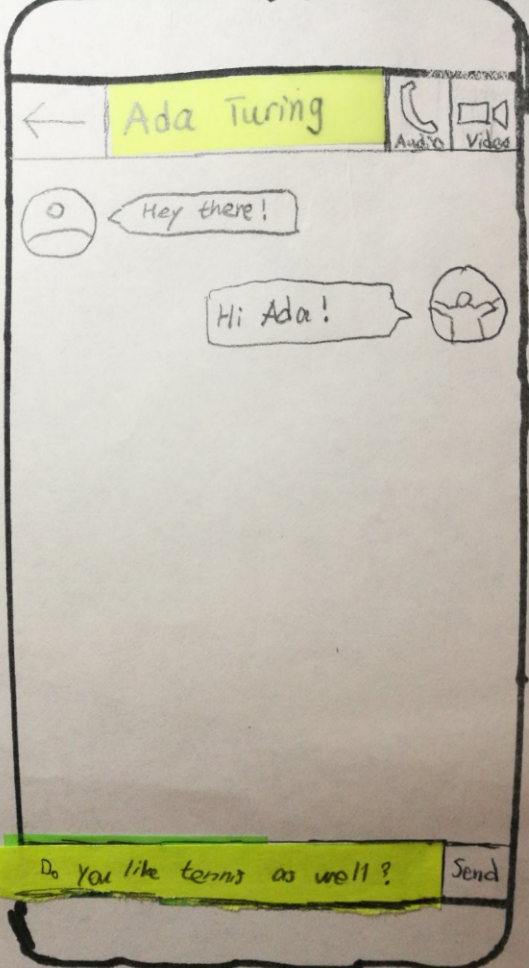 Ada Turing
Audio
Video
Hey there!
Hi Ada!
Do you like tennis as well?
Send